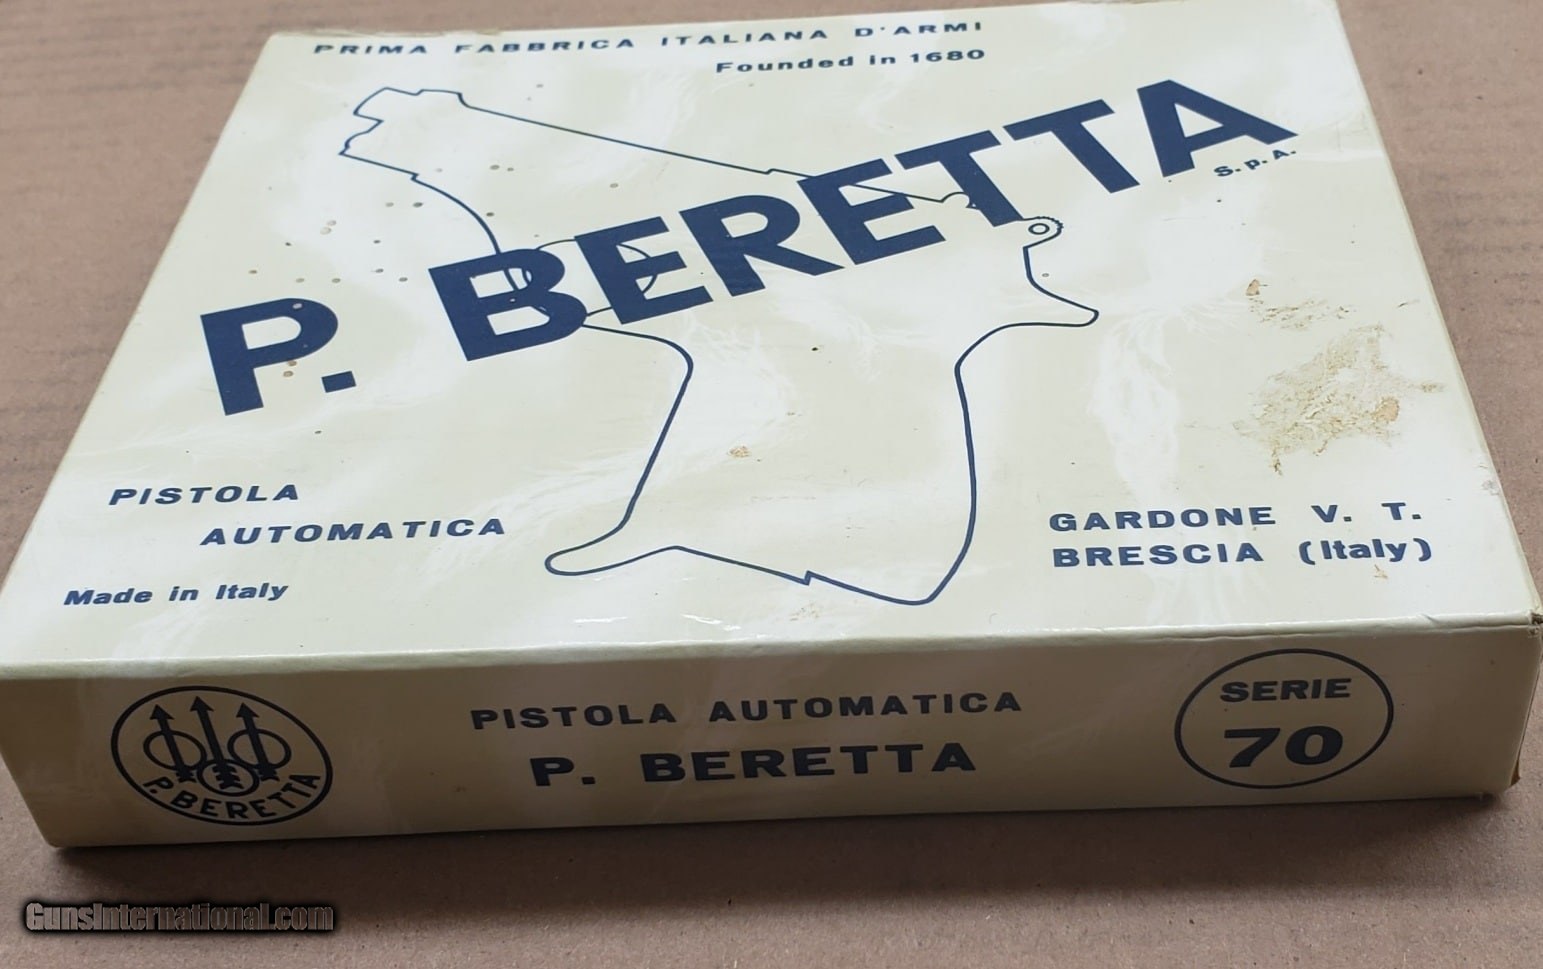 PRIMA FABBRICA ITALIANA D'ARMI
Founded in 1680
P. BERETTA
S.p.A.
PISTOLA
AUTOMATICA
Made in Italy
GARDONE V. T.
BRESCIA (Italy)
P. BERETTA
PISTOLA AUTOMATICA
P. BERETTA
SERIE
70
GunsInternational.com